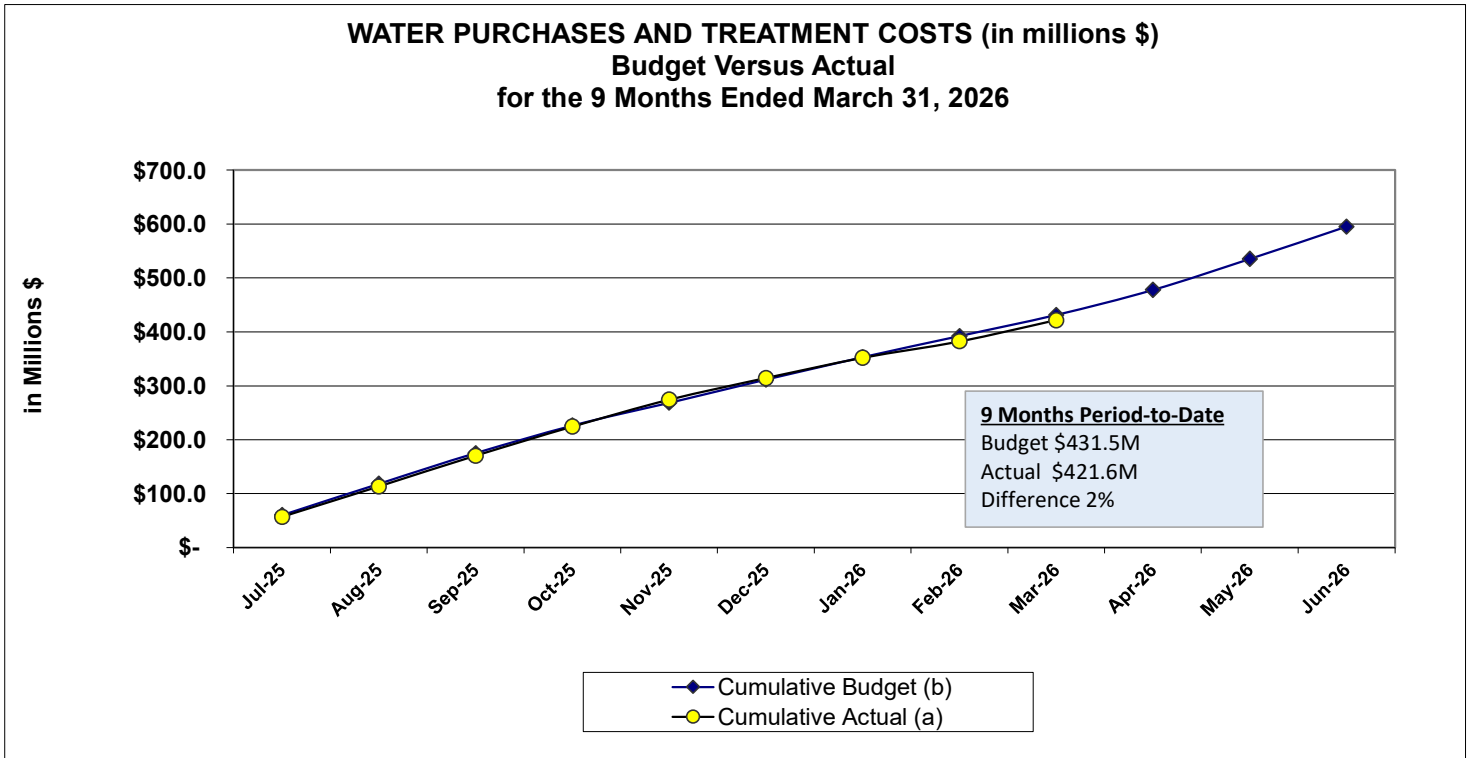 WATER PURCHASES AND TREATMENT COSTS (in millions $)
Budget Versus Actual
for the 9 Months Ended March 31, 2026
in Millions $
$700.0
$600.0
$500.0
$400.0
$300.0
$200.0
$100.0
$-
9 Months Period-to-Date
Budget $431.5M
Actual $421.6M
Difference 2%
Jul-25
Aug-25
Sep-25
Oct-25
Nov-25
Dec-25
Jan-26
Feb-26
Mar-26
Apr-26
May-26
Jun-26
Cumulative Budget (b)
Cumulative Actual (a)